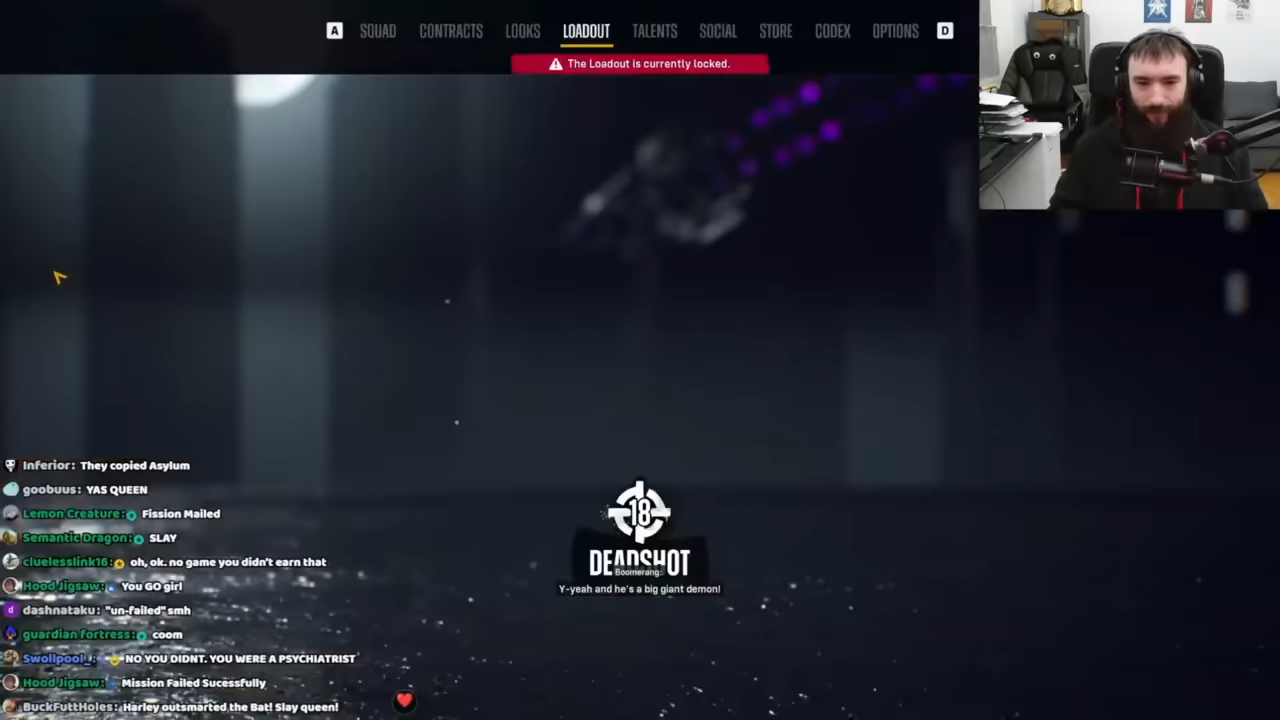 A SQUAD CONTRACTS LOOKS LOADOUT TALENTS SOCIAL STORE CODEX OPTIONS D
The Loadout is currently locked.
Inferior: They copied Asylum
goobuus: YAS QUEEN
Lemon Creature: Fission Mailed
Semantic Dragon: SLAY
cluelesslink16: oh, ok. no game you didn't earn that
Hood Jigsaw: You GO girl
dashnataku: "un-failed" smh
guardian fortress: coom
Swollpool_: NO YOU DIDNT. YOU WERE A PSYCHIATRIST
Hood Jigsaw: Mission Failed Sucessfully
BuckFuttHoles: Harley outsmarted the Bat! Slay queen!
18
DEADSHOT
Boomerang:
Y-yeah and he's a big giant demon!